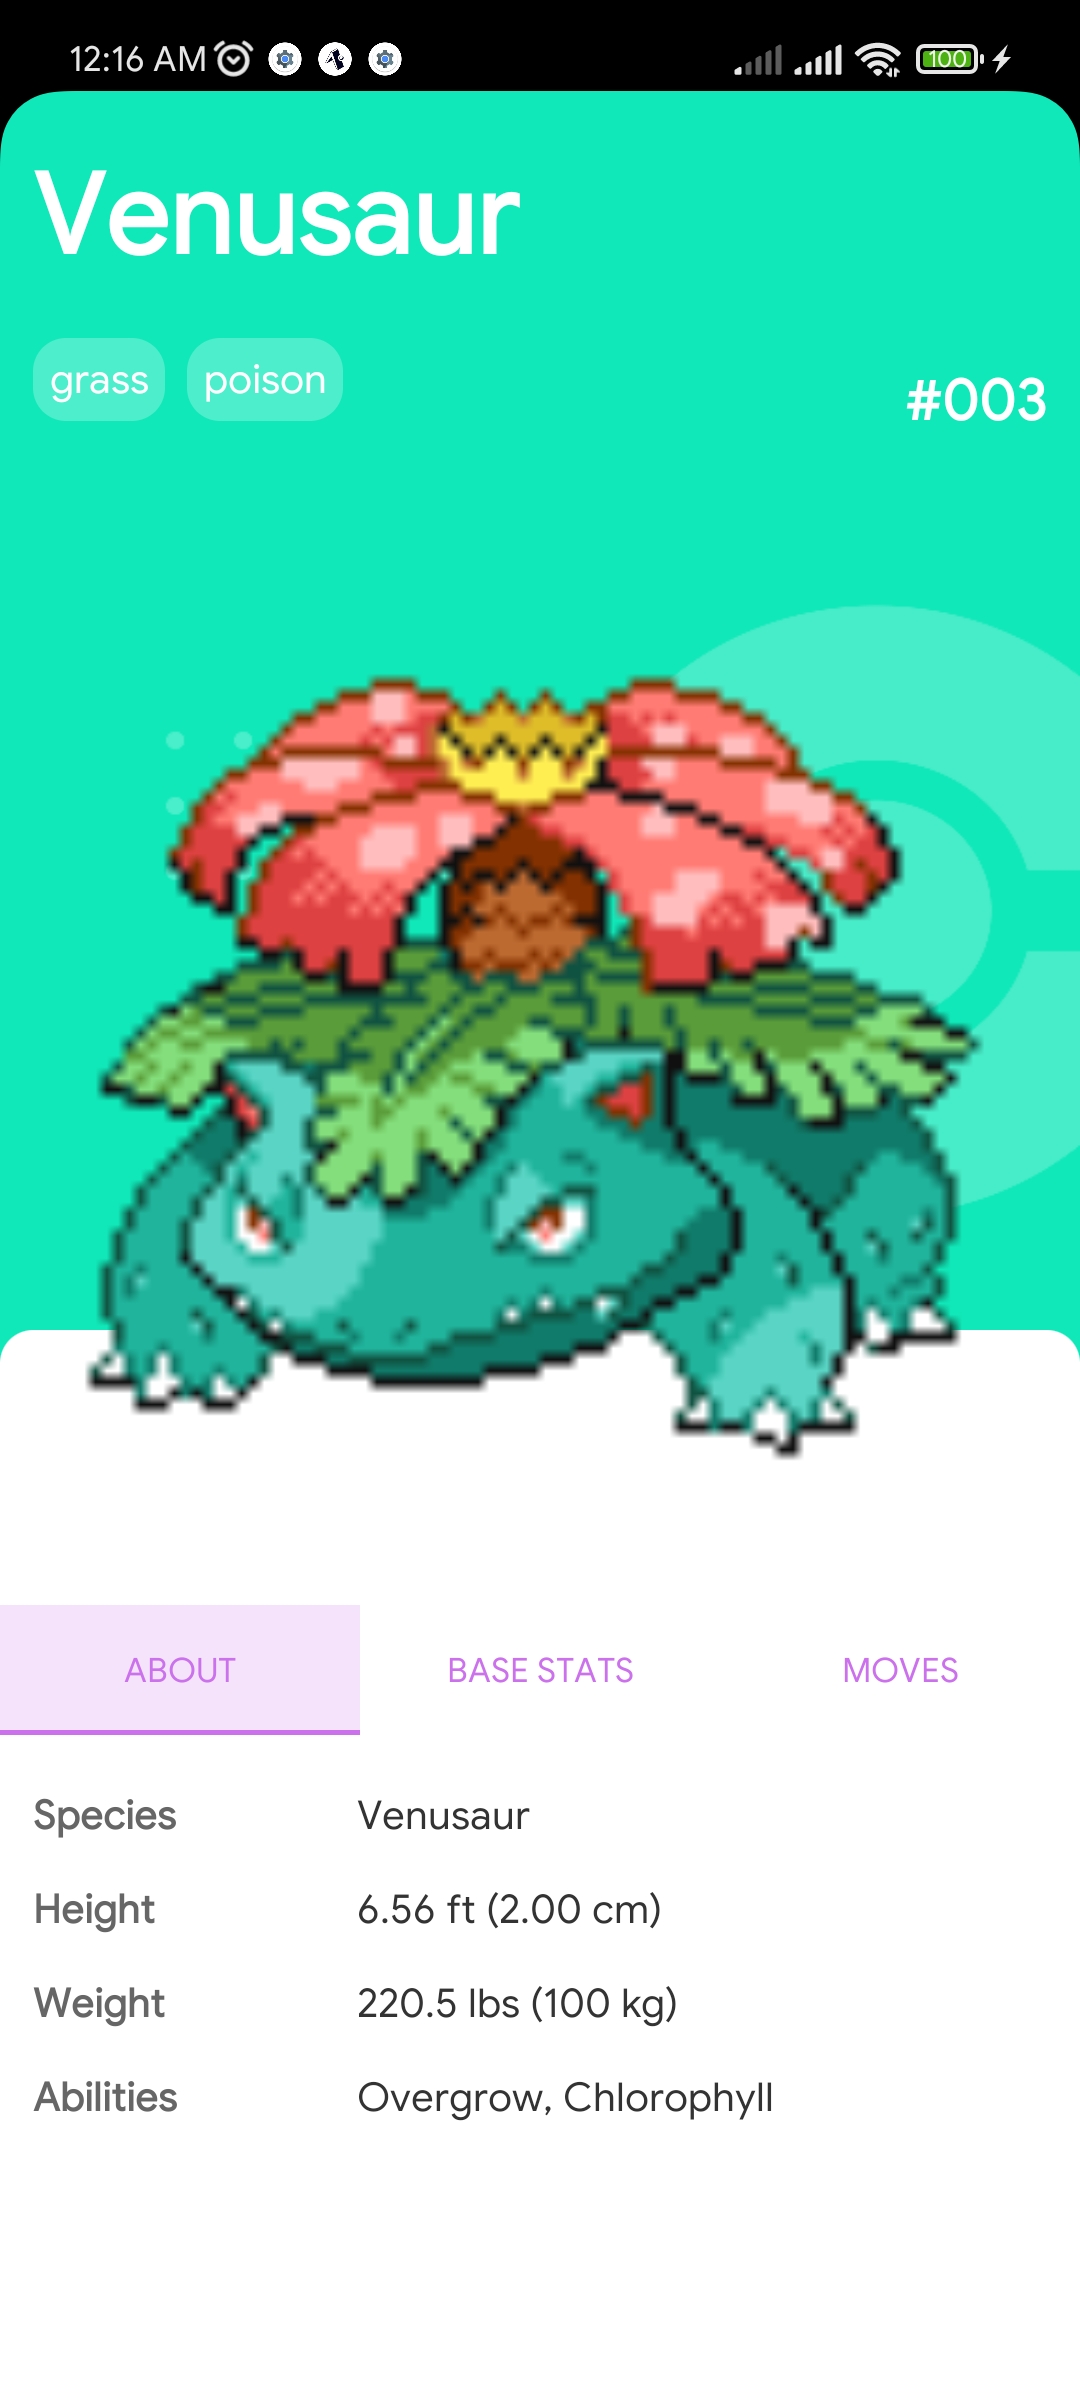 12:16 AM
100
Venusaur
grass poison
#003
ABOUT BASE STATS MOVES
Species Venusaur
Height 6.56 ft (2.00 cm)
Weight 220.5 lbs (100 kg)
Abilities Overgrow, Chlorophyll